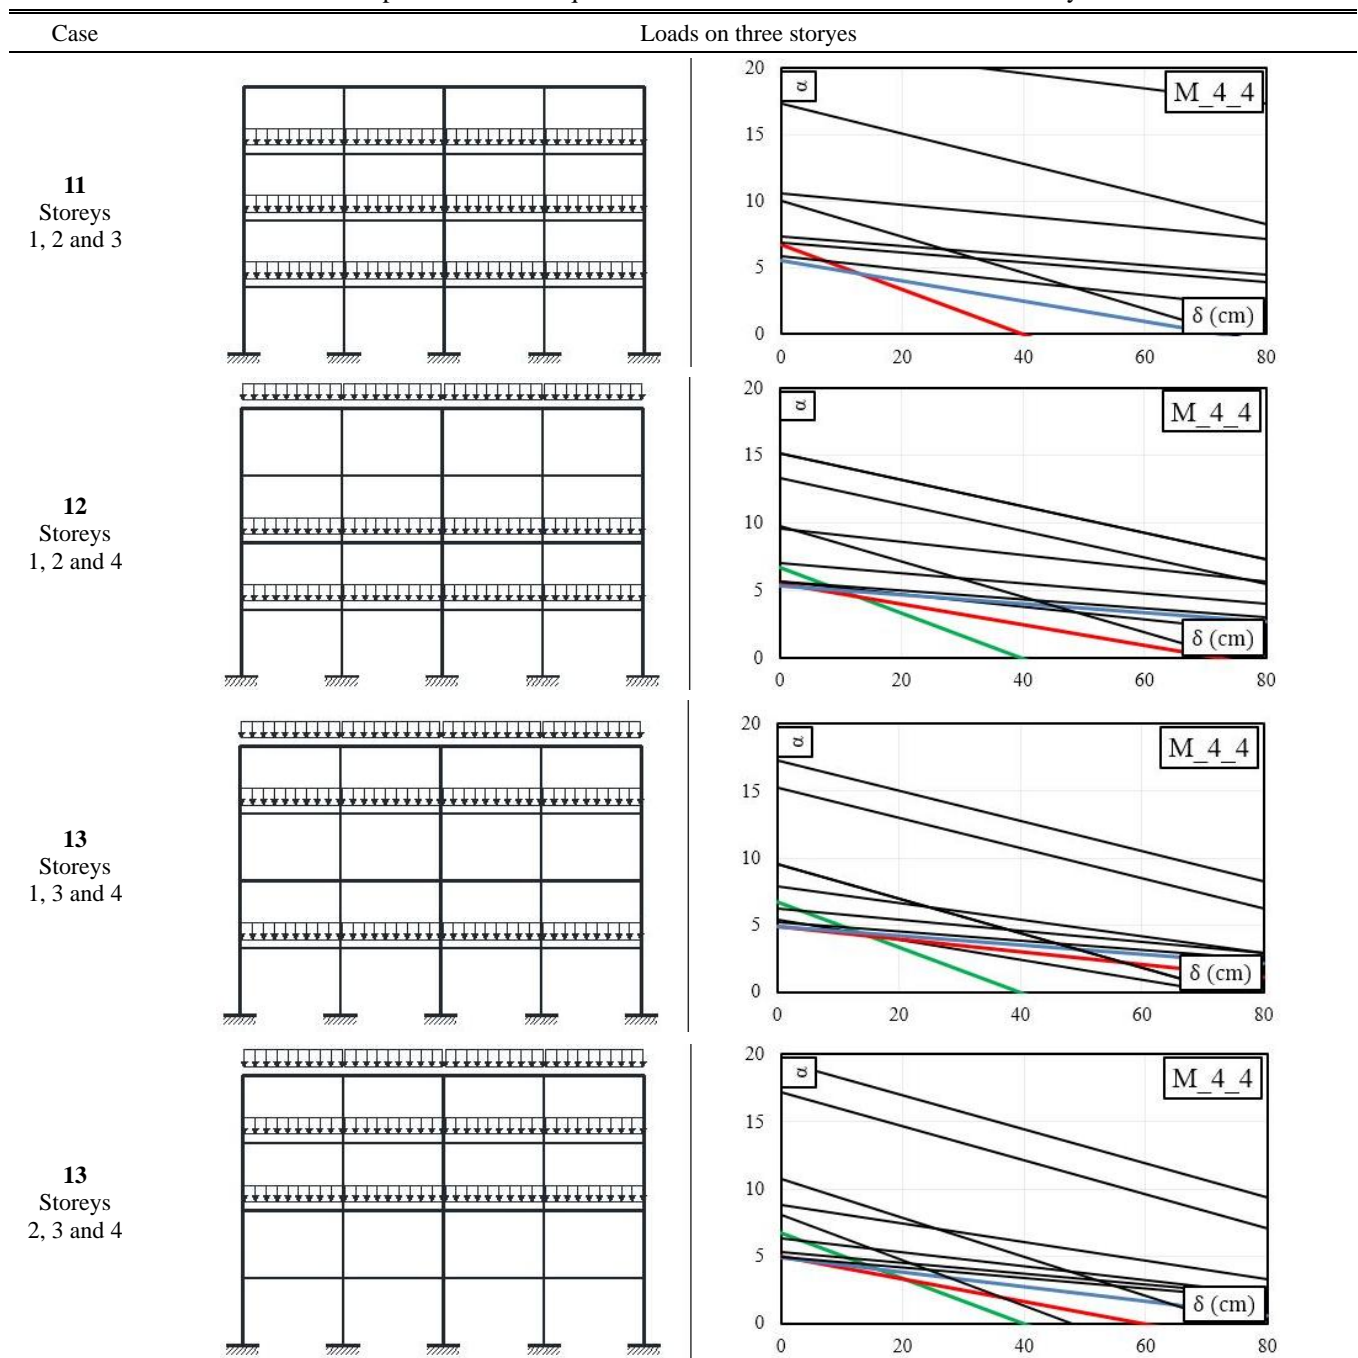 Case Loads on three storyes
11
Storeys
1, 2 and 3
20
15
10
5
0
α
M_4_4
δ (cm)
0 20 40 60 80
12
Storeys
1, 2 and 4
20
15
10
5
0
α
M_4_4
δ (cm)
0 20 40 60 80
13
Storeys
1, 3 and 4
20
15
10
5
0
α
M_4_4
δ (cm)
0 20 40 60 80
13
Storeys
2, 3 and 4
20
15
10
5
0
α
M_4_4
δ (cm)
0 20 40 60 80